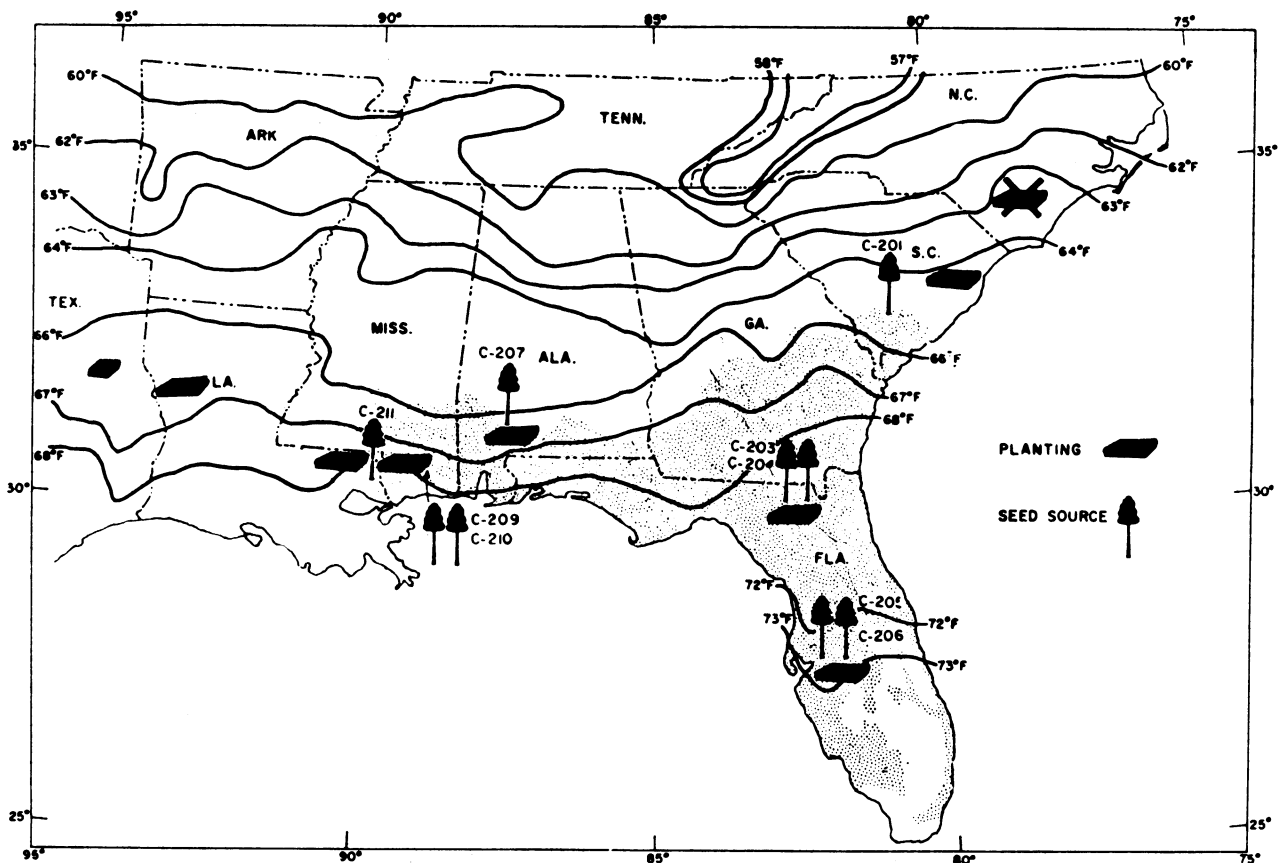 95° 90° 85° 80° 75°
60°F
58°F
57°F
60°F
N.C.
TENN.
ARK
62°F
35°
35°
62°F
63°F
63°F
64°F
C-201
S.C.
64°F
TEX.
66°F
MISS.
GA.
C-207
ALA.
66°F
LA.
67°F
67°F
C-211
68°F
68°F
C-203
C-204
PLANTING
30°
30°
C-209
C-210
SEED SOURCE
FLA.
72°F
C-205
73°F
72°F
C-206
73°F
25°
25°
95° 90° 85° 80° 75°